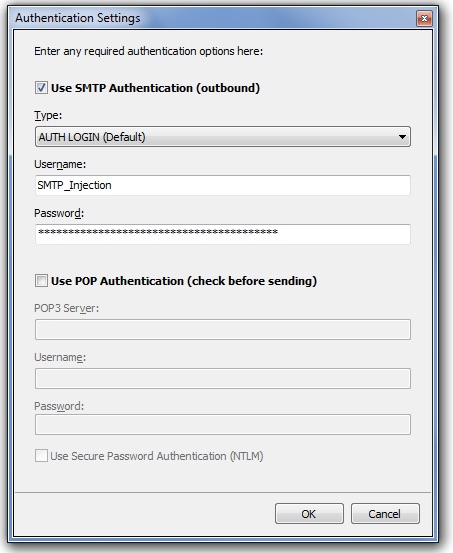 Authentication Settings
Enter any required authentication options here:
Use SMTP Authentication (outbound)
Type:
AUTH LOGIN (Default)
Username:
SMTP_Injection
Password:
****************************************
Use POP Authentication (check before sending)
POP3 Server:
Username:
Password:
Use Secure Password Authentication (NTLM)
OK Cancel